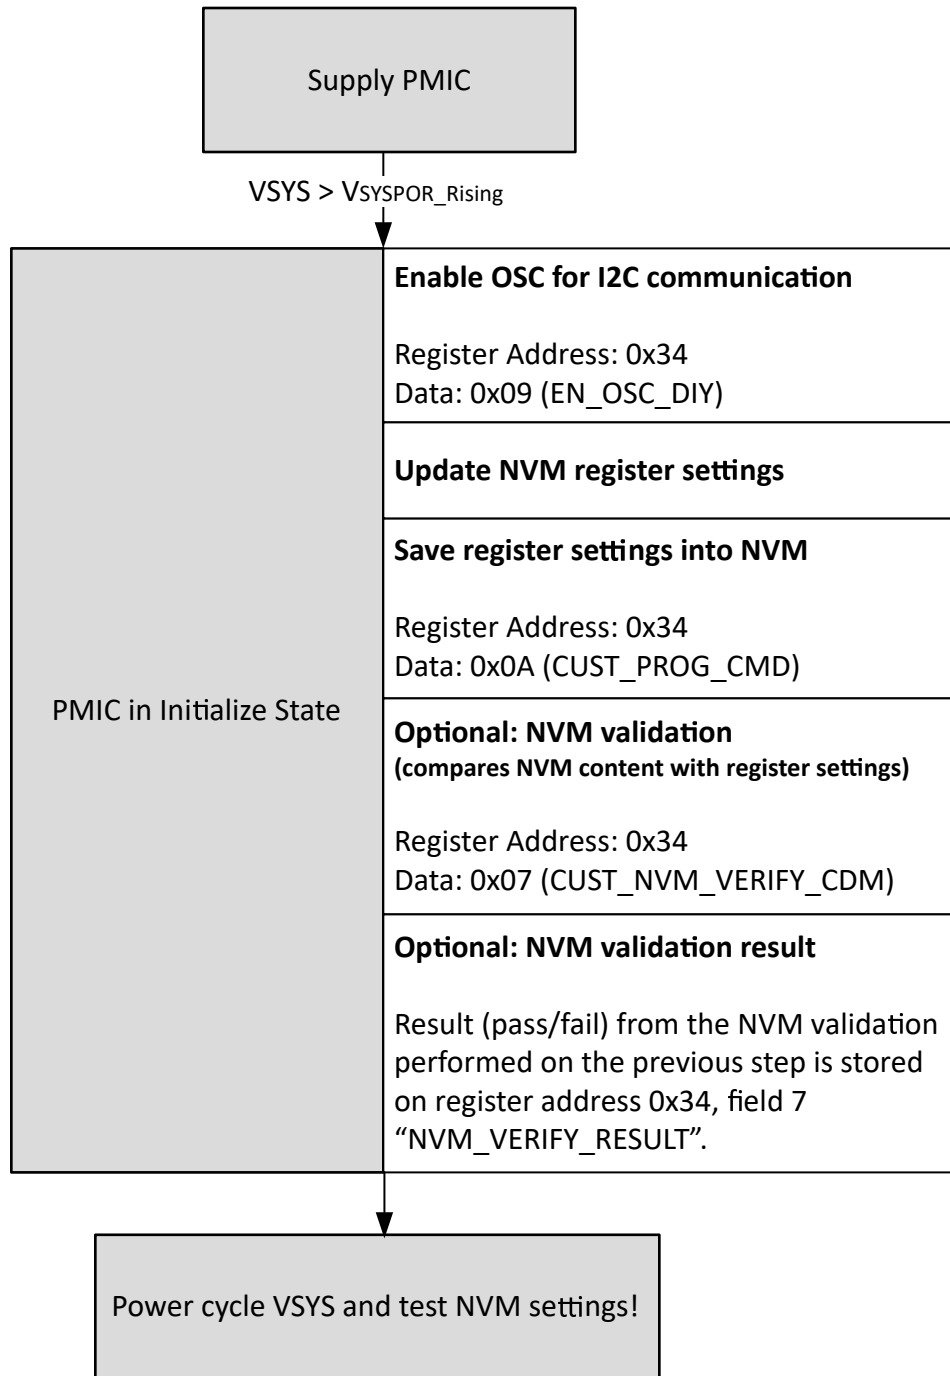 Supply PMIC
VSYS > VSYSPOR_Rising
Enable OSC for I2C communication
Register Address: 0x34
Data: 0x09 (EN_OSC_DIY)
Update NVM register settings
Save register settings into NVM
Register Address: 0x34
Data: 0x0A (CUST_PROG_CMD)
PMIC in Initialize State
Optional: NVM validation
(compares NVM content with register settings)
Register Address: 0x34
Data: 0x07 (CUST_NVM_VERIFY_CDM)
Optional: NVM validation result
Result (pass/fail) from the NVM validation
performed on the previous step is stored
on register address 0x34, field 7
“NVM_VERIFY_RESULT”.
Power cycle VSYS and test NVM settings!